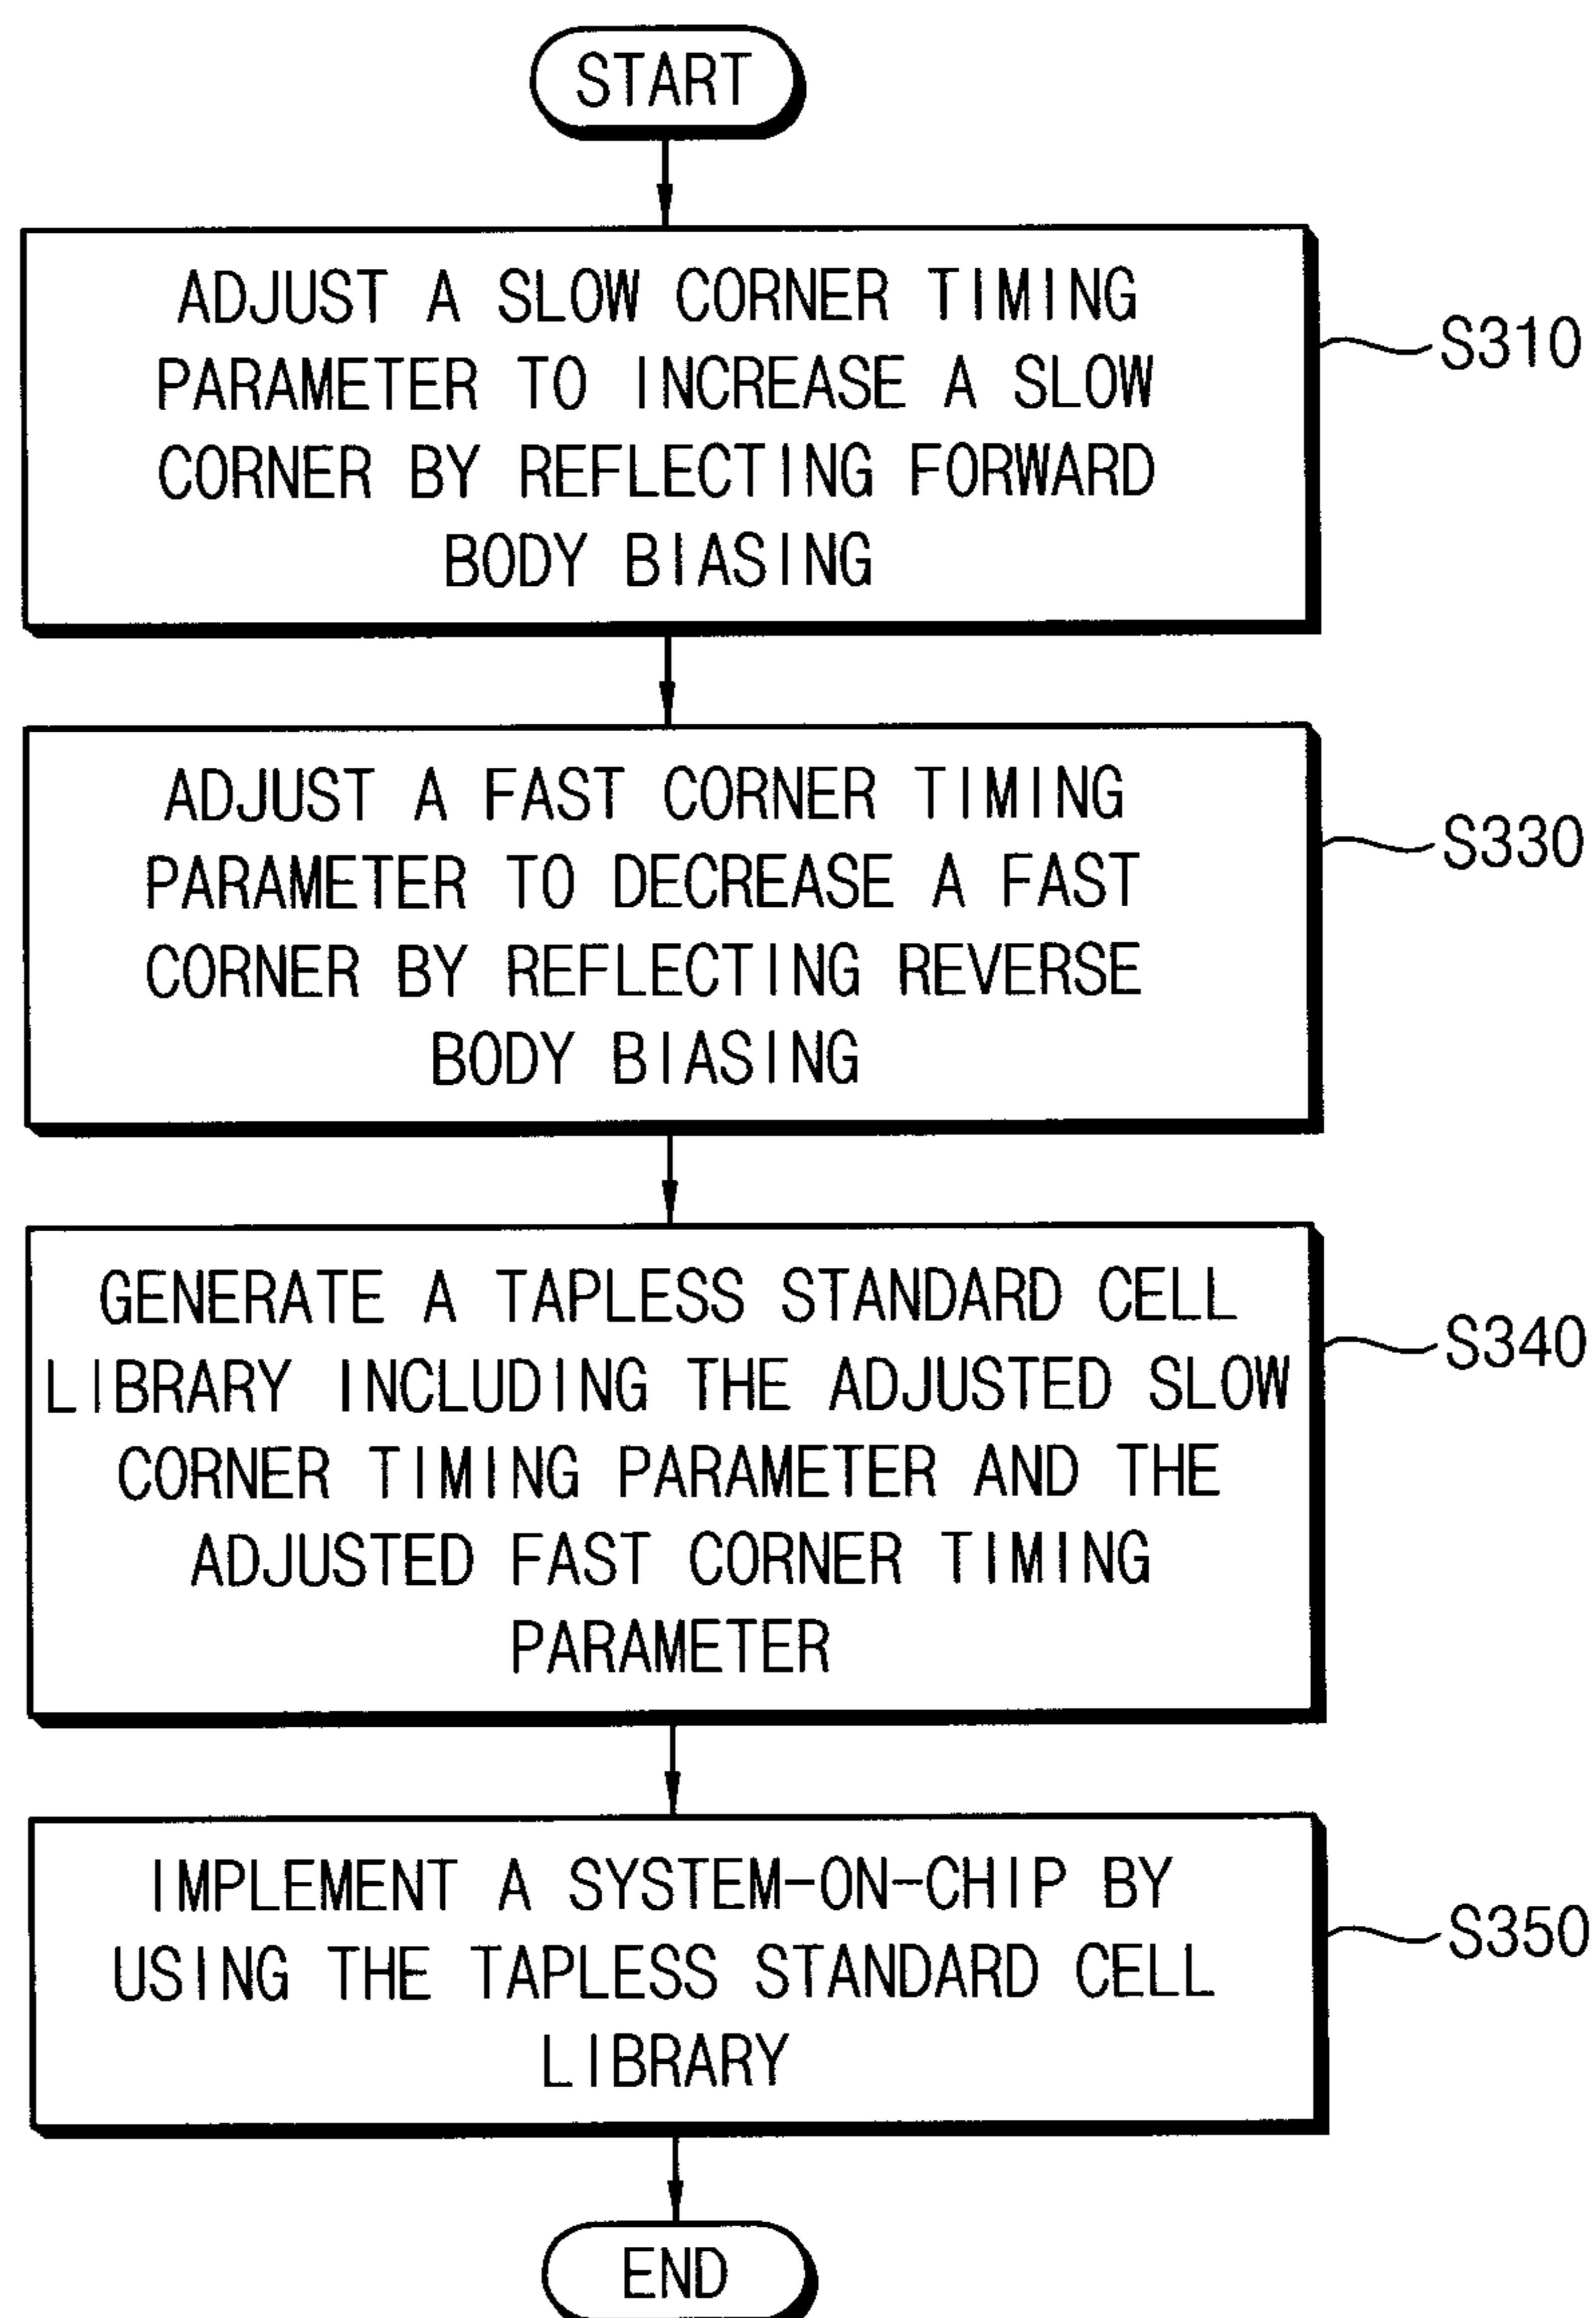 START
ADJUST A SLOW CORNER TIMING
PARAMETER TO INCREASE A SLOW
CORNER BY REFLECTING FORWARD
BODY BIASING
S310
ADJUST A FAST CORNER TIMING
PARAMETER TO DECREASE A FAST
CORNER BY REFLECTING REVERSE
BODY BIASING
S330
GENERATE A TAPLESS STANDARD CELL
LIBRARY INCLUDING THE ADJUSTED SLOW
CORNER TIMING PARAMETER AND THE
ADJUSTED FAST CORNER TIMING
PARAMETER
S340
IMPLEMENT A SYSTEM-ON-CHIP BY
USING THE TAPLESS STANDARD CELL
LIBRARY
S350
END